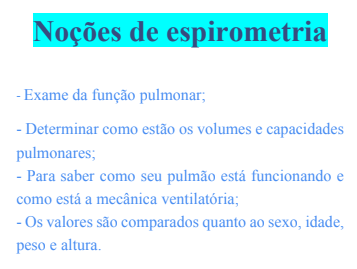 Noções de espirometria
- Exame da função pulmonar;
- Determinar como estão os volumes e capacidades
pulmonares;
- Para saber como seu pulmão está funcionando e
como está a mecânica ventilatória;
- Os valores são comparados quanto ao sexo, idade,
peso e altura.